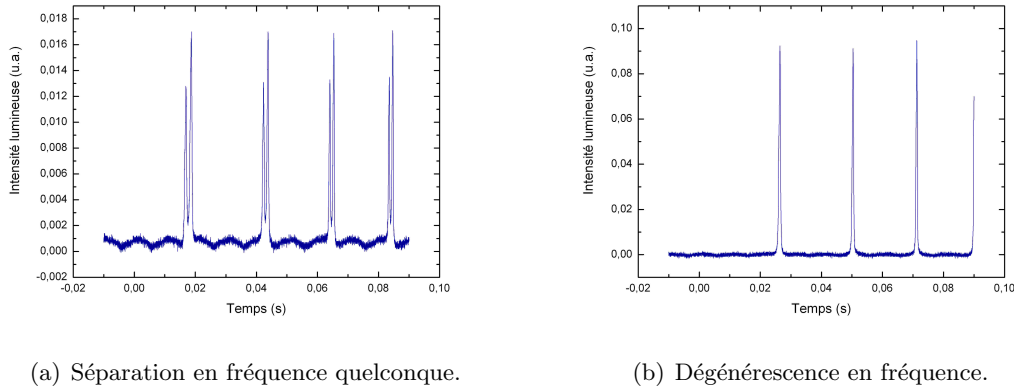 0,018
0,016
0,014
0,012
0,010
0,008
0,006
0,004
0,002
0,000
-0,002
Intensité lumineuse (u.a.)
-0,02 0,00 0,02 0,04 0,06 0,08 0,10
Temps (s)
(a) Séparation en fréquence quelconque.
0,10
0,08
0,06
0,04
0,02
0,00
Intensité lumineuse (u.a.)
-0,02 0,00 0,02 0,04 0,06 0,08 0,10
Temps (s)
(b) Dégénérescence en fréquence.